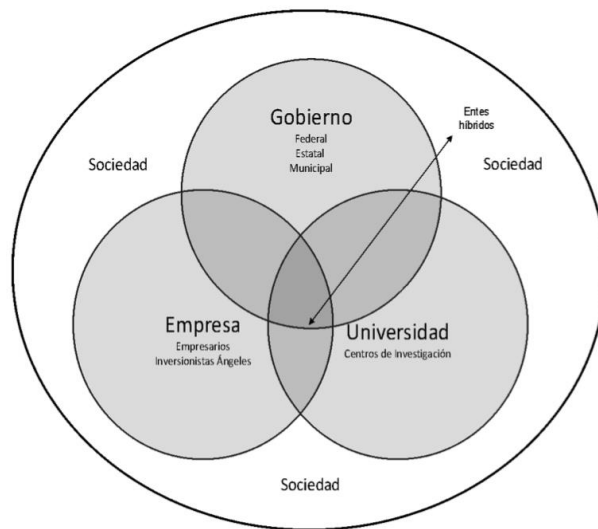 Gobierno
Federal
Estatal
Municipal
Entes
híbridos
Sociedad
Sociedad
Empresa
Empresarios
Inversionistas Ángeles
Universidad
Centros de Investigación
Sociedad